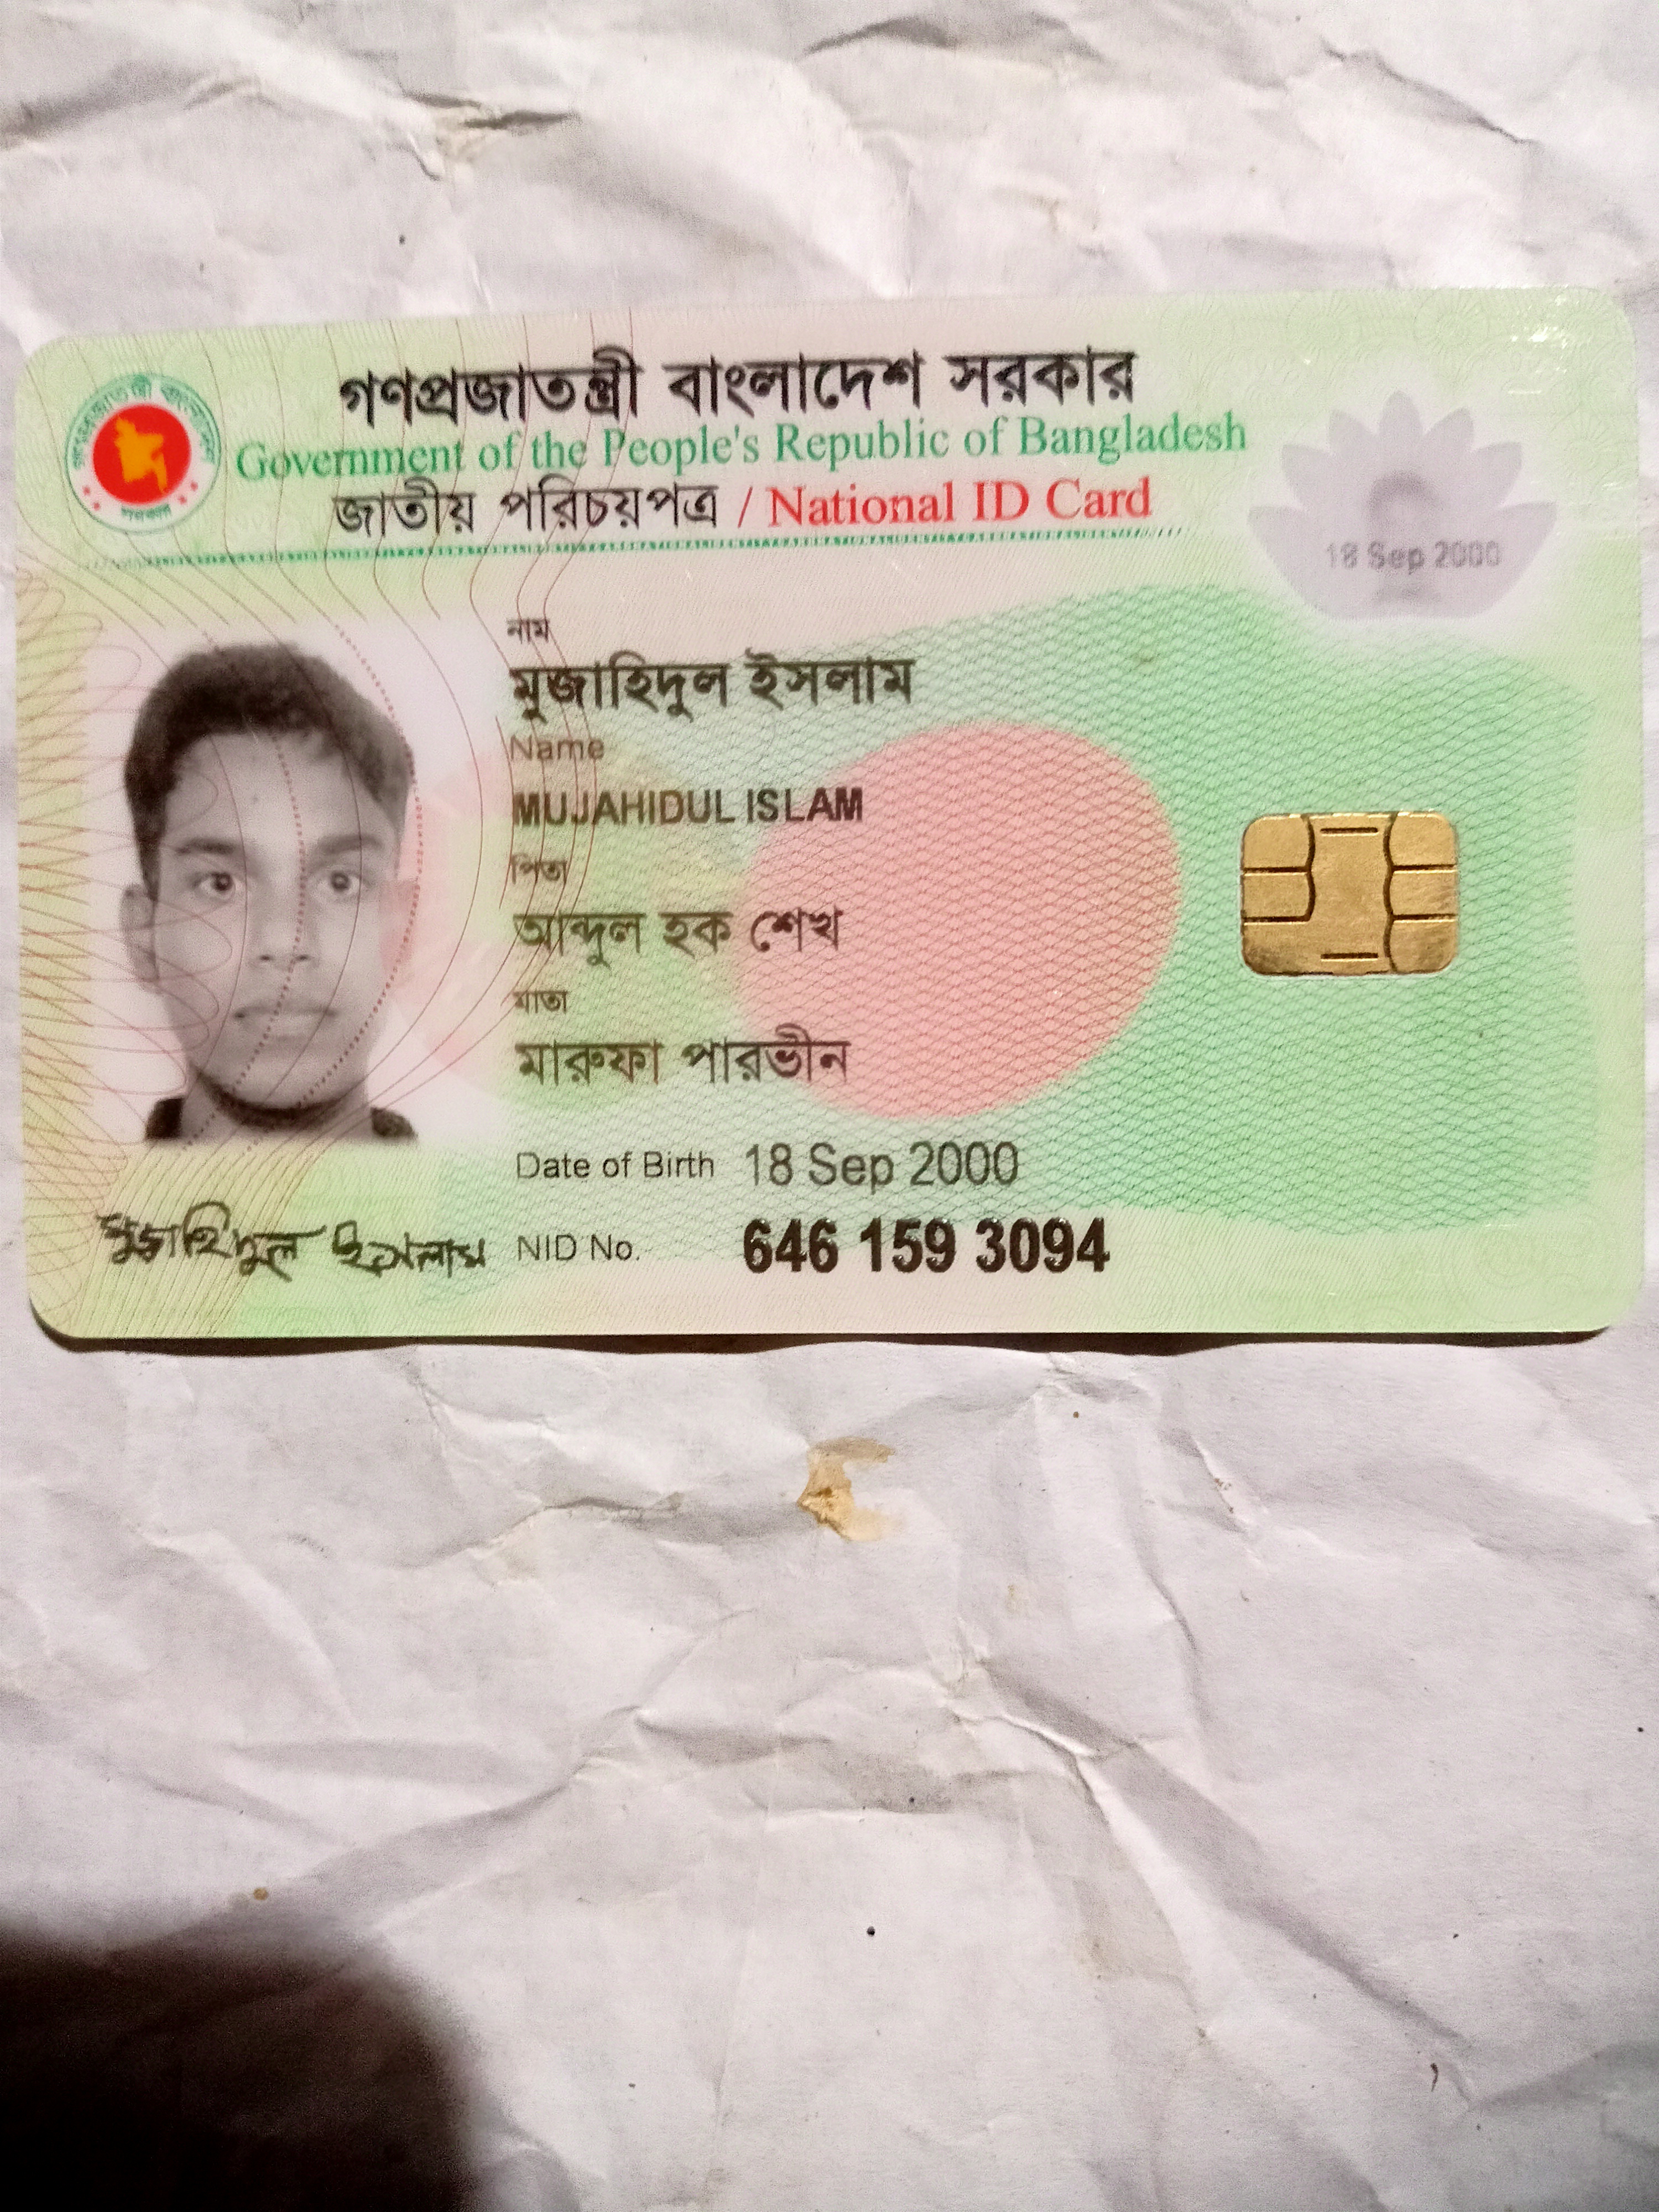 গণপ্রজাতন্ত্রী বাংলাদেশ সরকার
Government of the People's Republic of Bangladesh
জাতীয় পরিচয়পত্র / National ID Card
18 Sep 2000
নাম
মুজাহিদুল ইসলাম
Name
MUJAHIDUL ISLAM
পিতা
আব্দুল হক শেখ
মাতা
মারুফা পারভীন
Date of Birth 18 Sep 2000
মুজাহিদুল ইসলাম
NID No. 646 159 3094